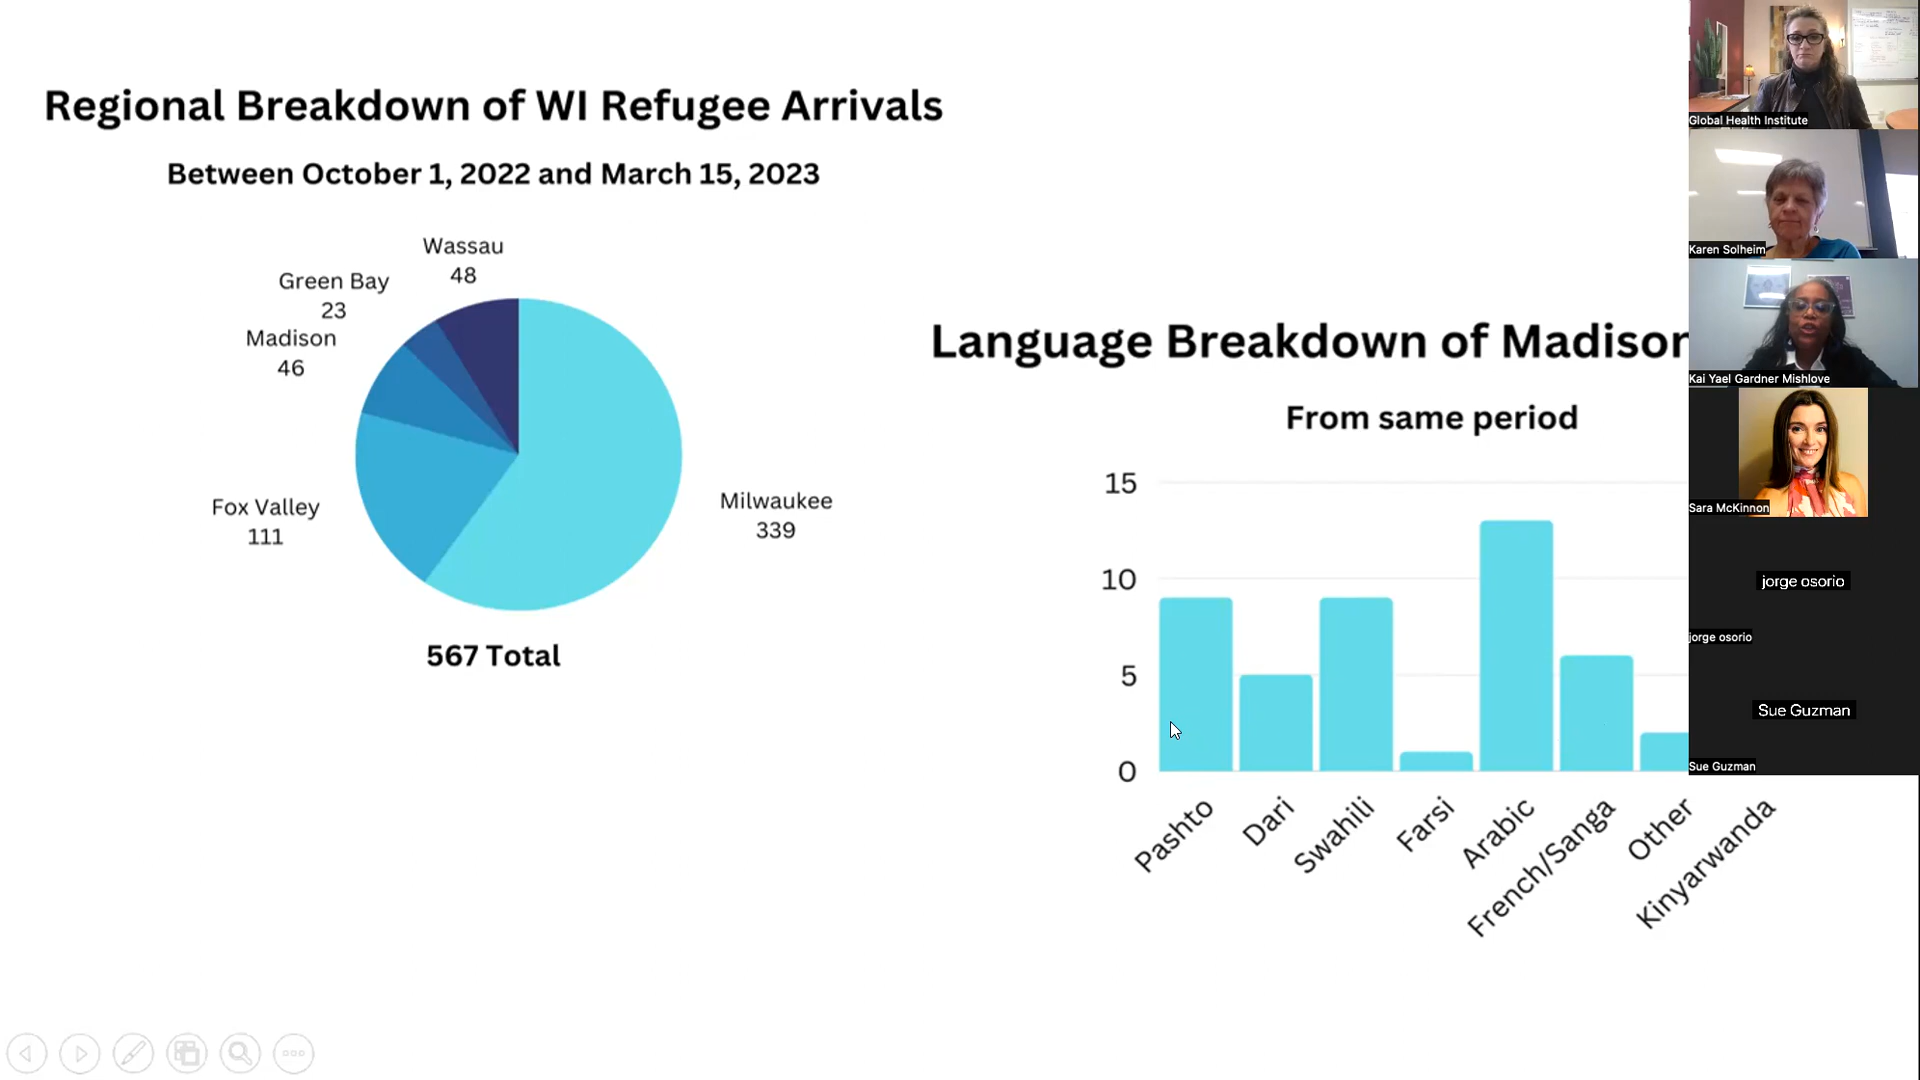 Regional Breakdown of WI Refugee Arrivals
Between October 1, 2022 and March 15, 2023
Wassau
48
Green Bay
23
Madison
46
Fox Valley
111
Milwaukee
339
567 Total
Language Breakdown of Madison
From same period
15
10
5
0
Pashto
Dari
Swahili
Farsi
Arabic
French/Sanga
Other
Kinyarwanda
Global Health Institute
Karen Solheim
Kai Yael Gardner Mishlove
Sara McKinnon
jorge osorio
jorge osorio
Sue Guzman
Sue Guzman